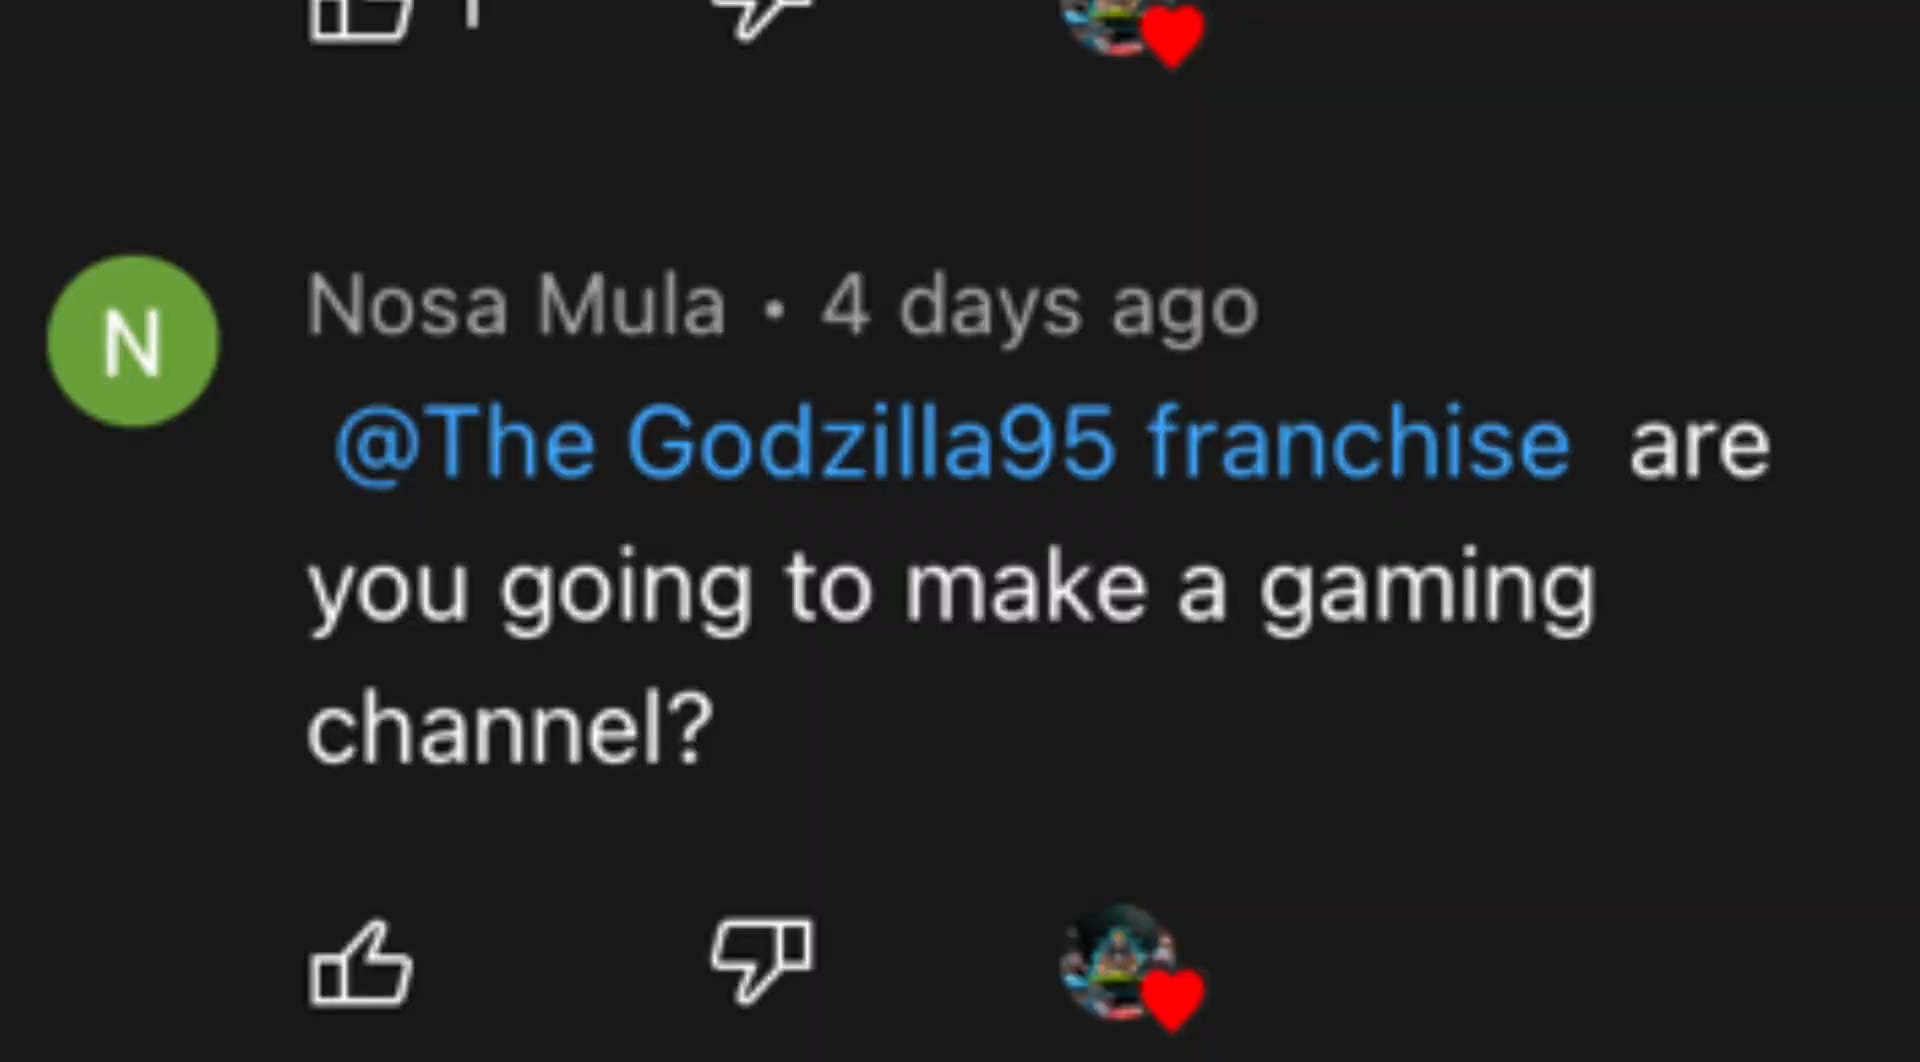 N
Nosa Mula • 4 days ago
@The Godzilla95 franchise are
you going to make a gaming
channel?